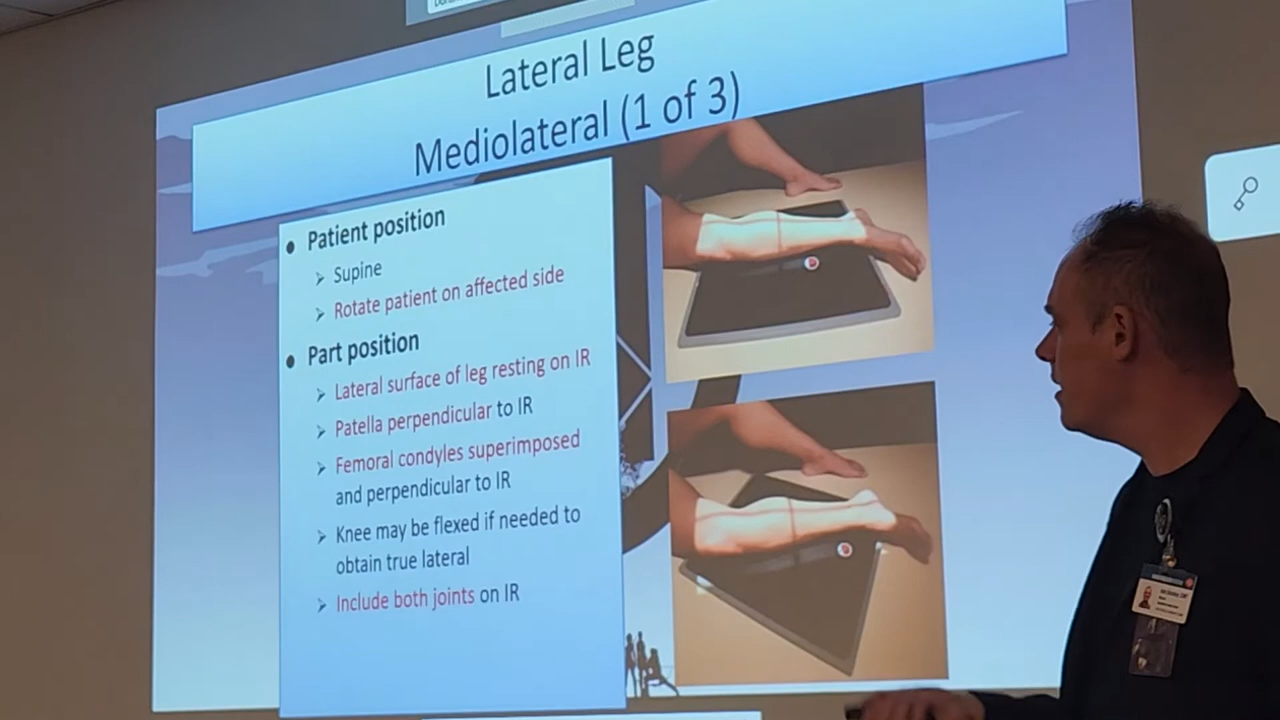 Lateral Leg
Mediolateral (1 of 3)
Patient position
Supine
Rotate patient on affected side
Part position
Lateral surface of leg resting on IR
Patella perpendicular to IR
Femoral condyles superimposed
and perpendicular to IR
Knee may be flexed if needed to
obtain true lateral
Include both joints on IR